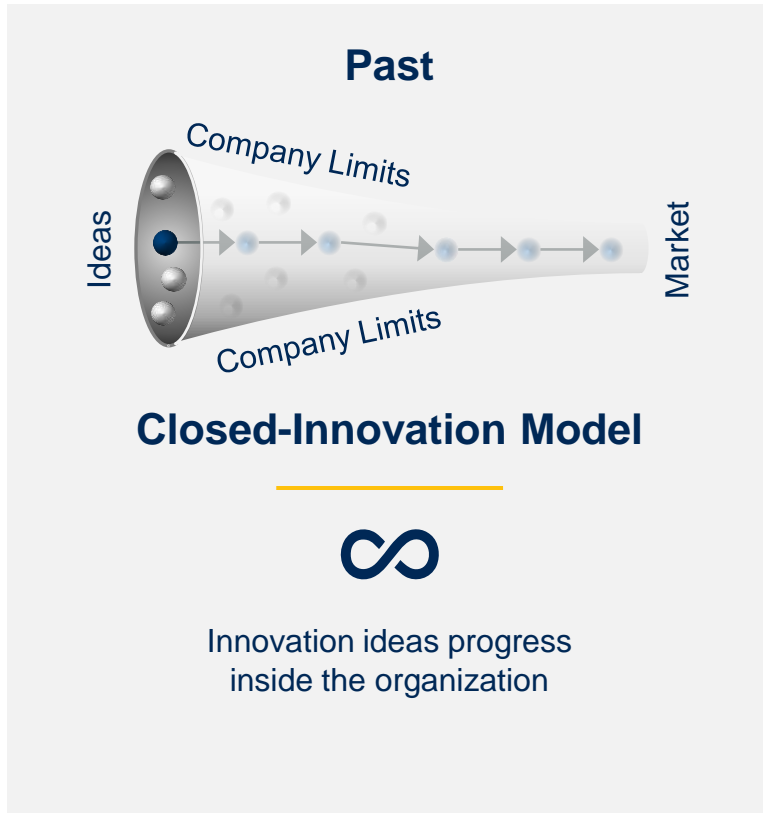 Past
Company Limits
Ideas
Market
Company Limits
Closed-Innovation Model
Innovation ideas progress
inside the organization